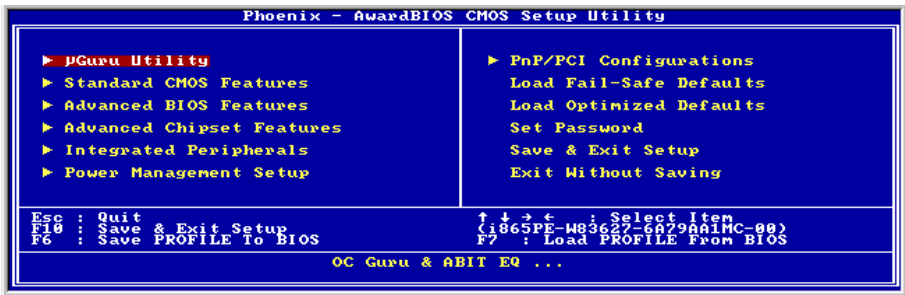 Phoenix - AwardBIOS CMOS Setup Utility
► µGuru Utility
► Standard CMOS Features
► Advanced BIOS Features
► Advanced Chipset Features
► Integrated Peripherals
► Power Management Setup
► PnP/PCI Configurations
Load Fail-Safe Defaults
Load Optimized Defaults
Set Password
Save & Exit Setup
Exit Without Saving
Esc : Quit
F10 : Save & Exit Setup
F6 : Save PROFILE To BIOS
↑ ↓ → ← : Select Item
(i865PE-W83627-6A79AA1MC-00)
F7 : Load PROFILE From BIOS
OC Guru & ABIT EQ ...